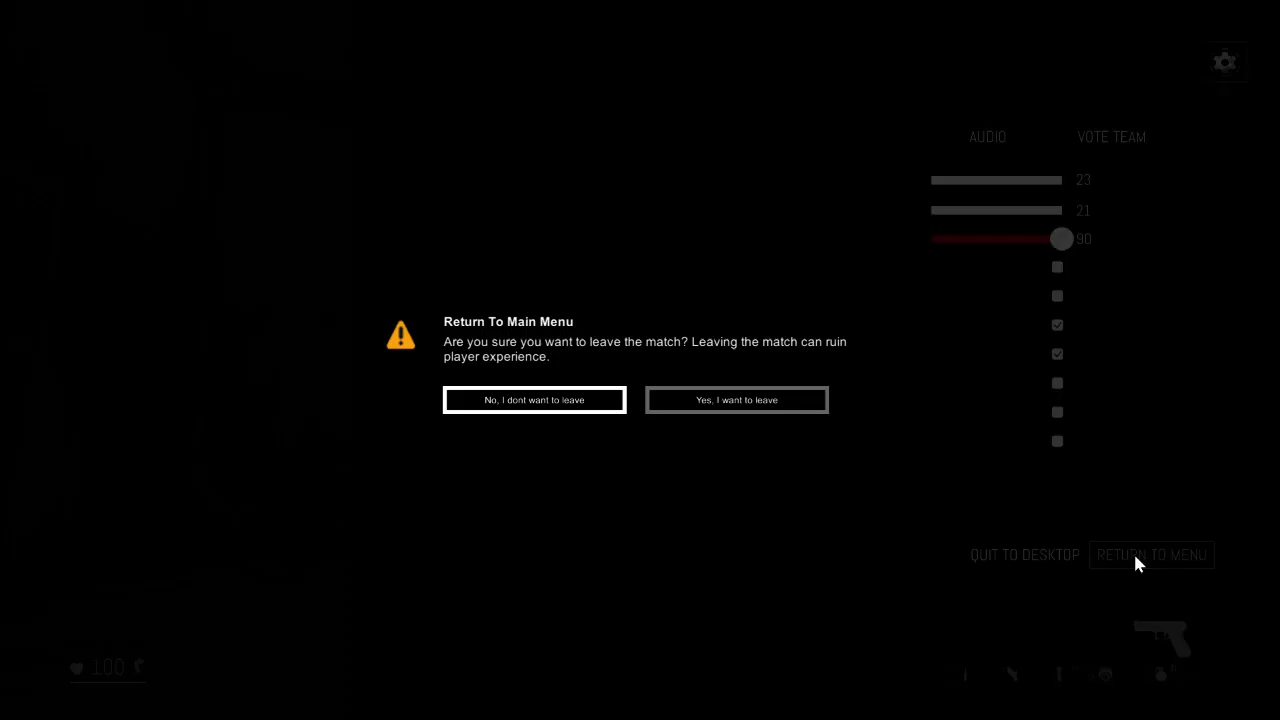 AUDIO VOTE TEAM
23
21
90
Return To Main Menu
Are you sure you want to leave the match? Leaving the match can ruin
player experience.
No, I dont want to leave Yes, I want to leave
QUIT TO DESKTOP RETURN TO MENU
100